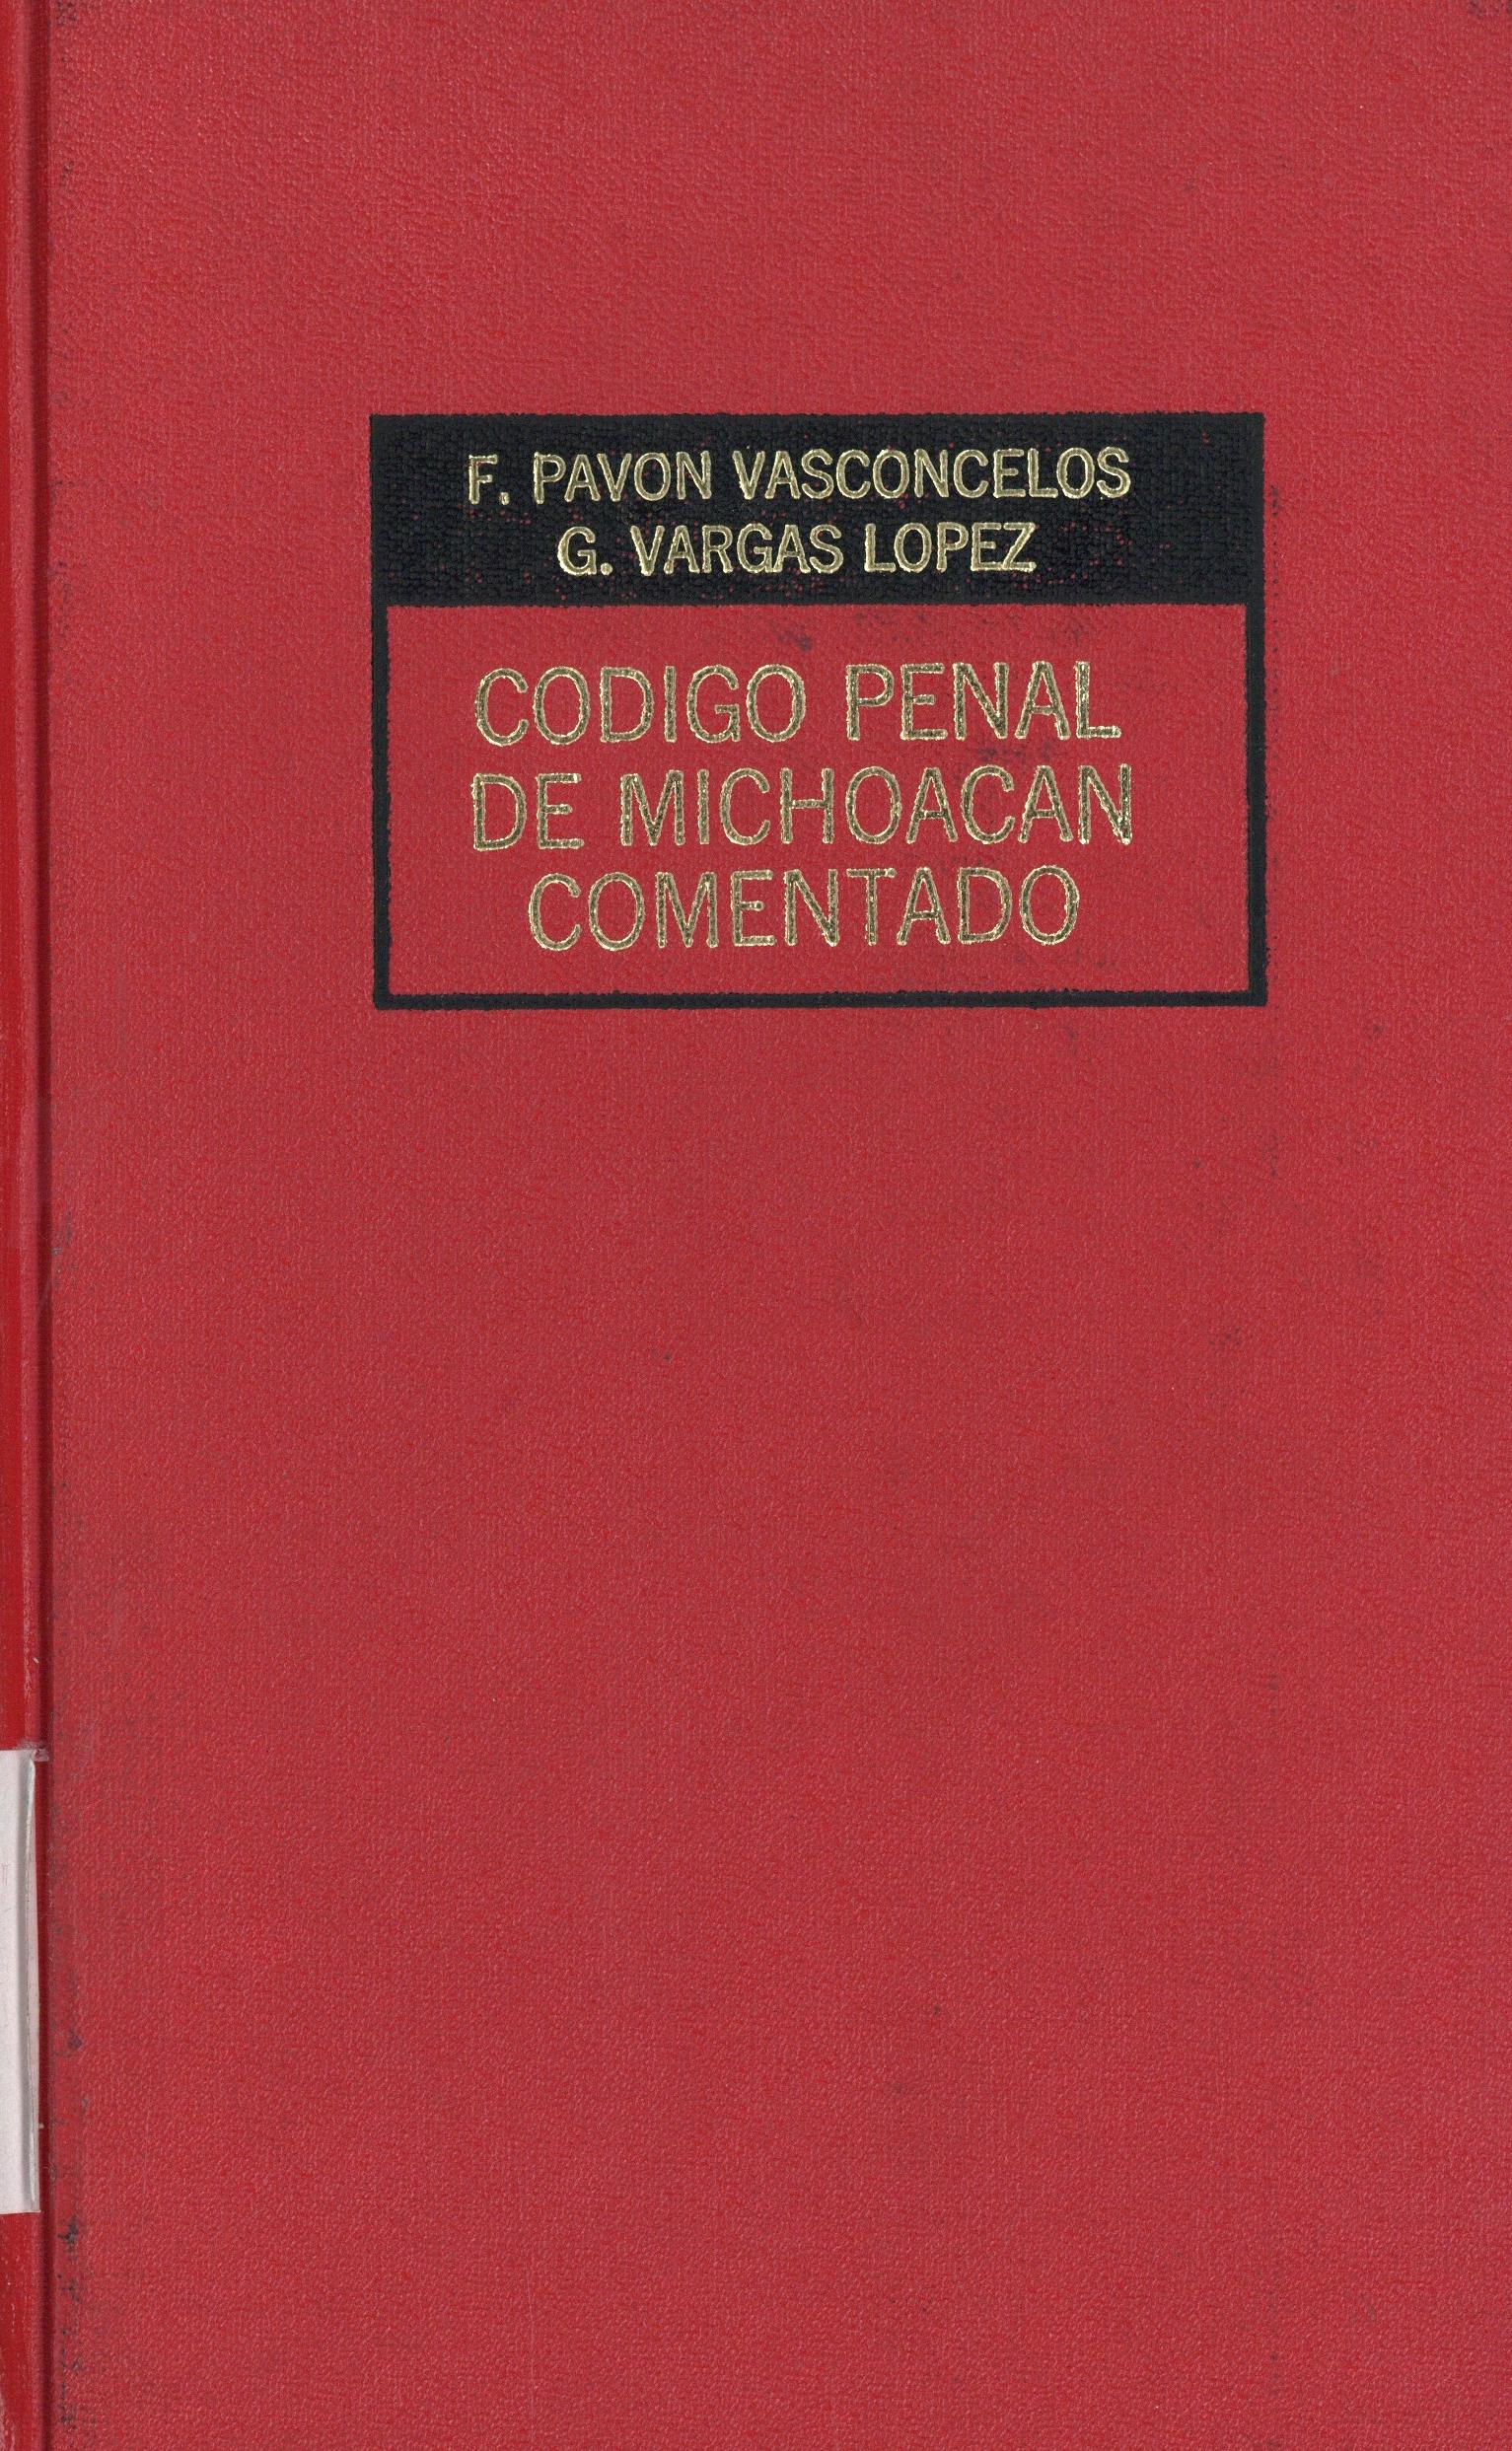 F. PAVON VASCONCELOS
G. VARGAS LOPEZ
CODIGO PENAL
DE MICHOACAN
COMENTADO